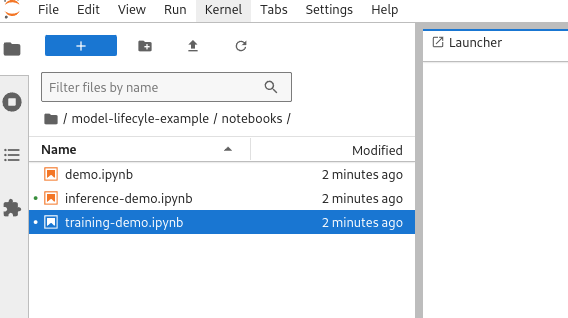 File Edit View Run Kernel Tabs Settings Help
+
Launcher
Filter files by name
/ model-lifecyle-example / notebooks /
Name Modified
demo.ipynb 2 minutes ago
inference-demo.ipynb 2 minutes ago
training-demo.ipynb 2 minutes ago